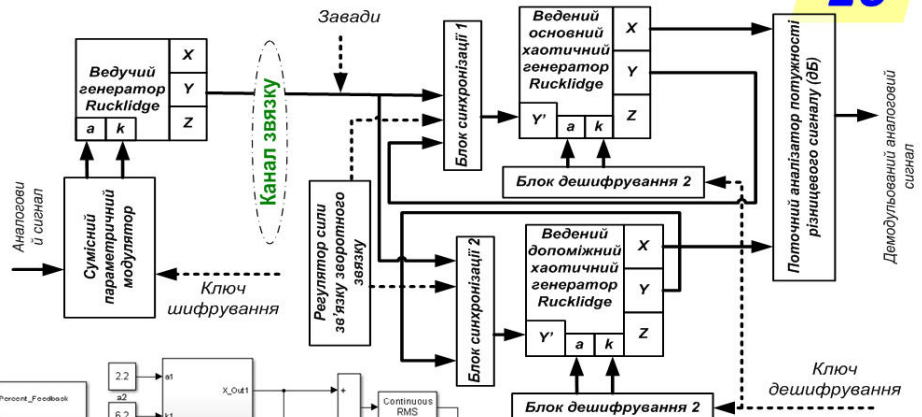 Завади
Ведучий
генератор
Rucklidge
X
Y
Z
a
k
Канал звязку
Аналогови
й сигнал
Сумісний
параметричний
модулятор
Ключ
шифрування
Регулятор сили
зв'язку зворотного
звязку
Блок синхронізації 1
Ведений
основний
хаотичний
генератор
Rucklidge
X
Y
Z
Y'
a
k
Блок дешифрування 2
Блок синхронізації 2
Ведений
допоміжний
хаотичний
генератор
Rucklidge
X
Y
Z
Y'
a
k
Блок дешифрування 2
Поточний аналізатор потужності
різницевого сигналу (дБ)
Демодульований аналоговий
сигнал
Ключ
дешифрування
Percent_Feedback
2.2
a2
6.2
a1
k1
X_Out1
+
Continuous
RMS